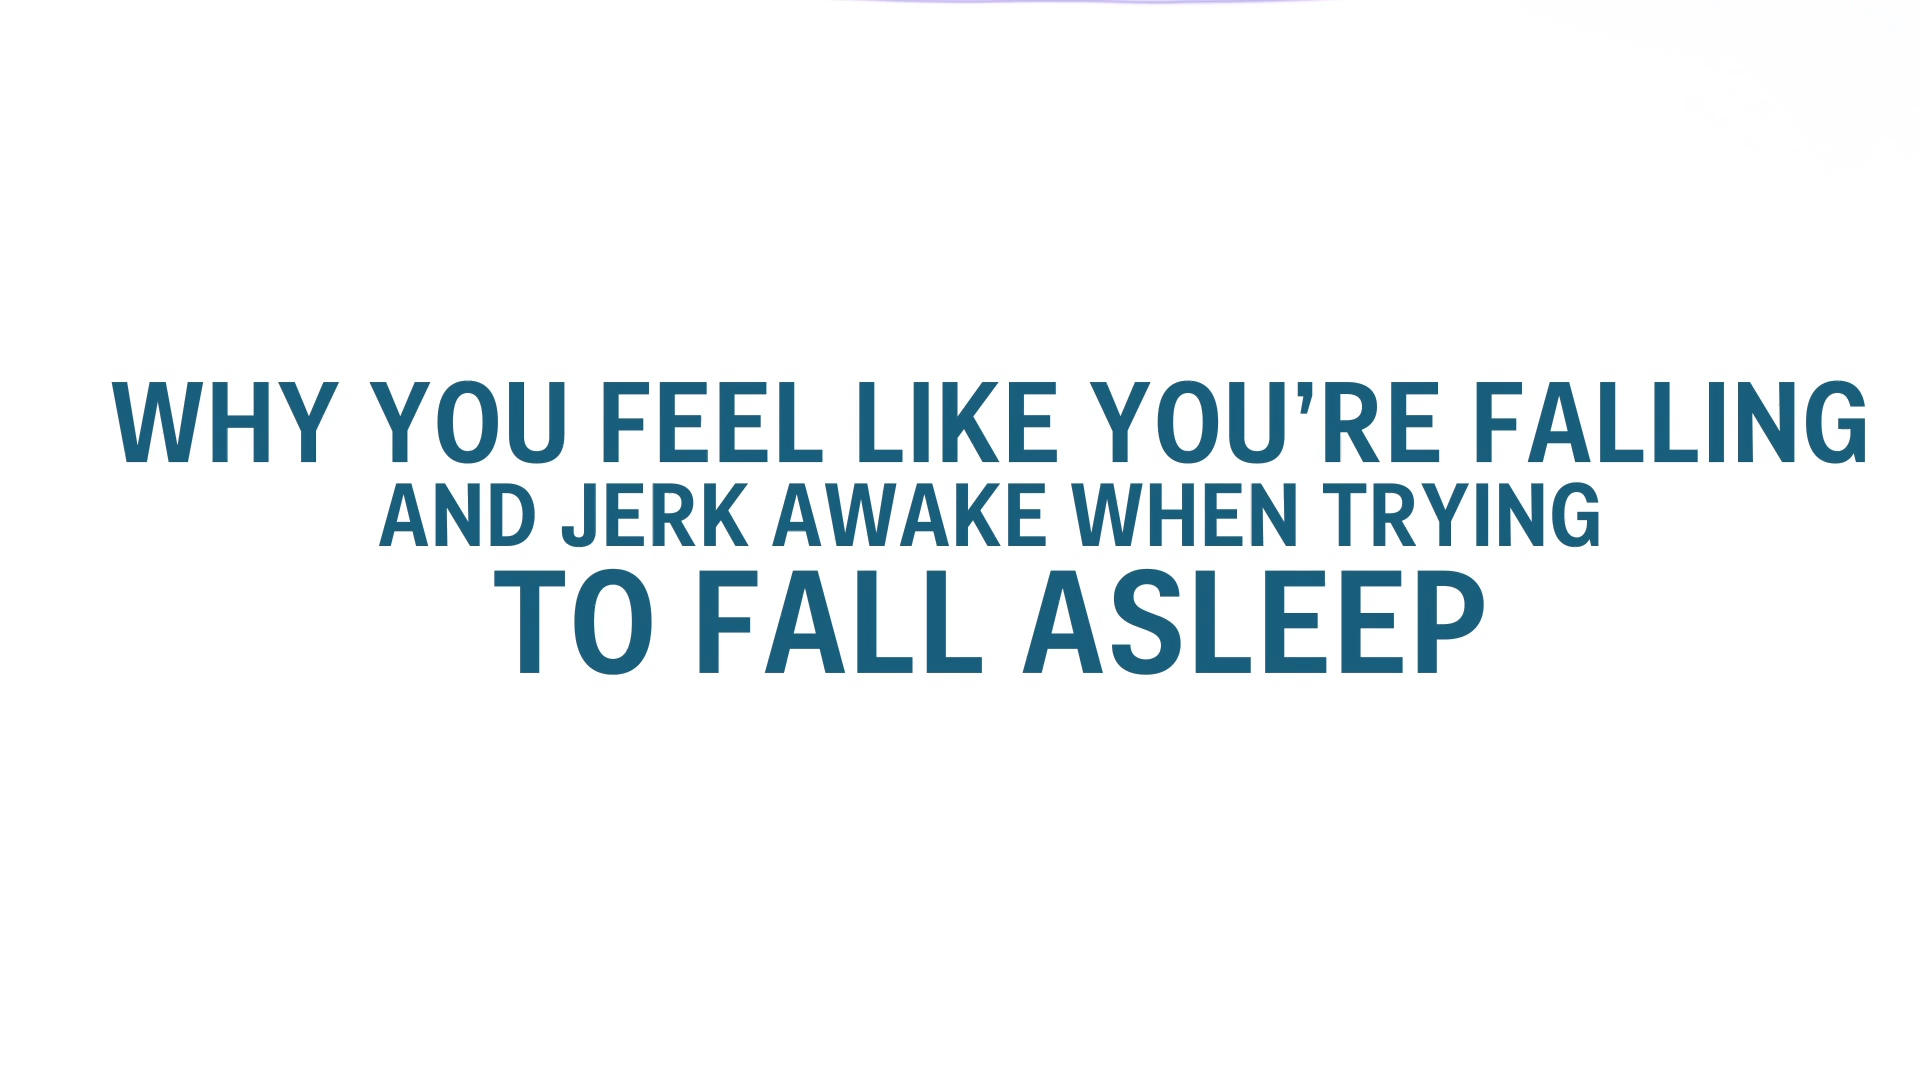 WHY YOU FEEL LIKE YOU’RE FALLING
AND JERK AWAKE WHEN TRYING
TO FALL ASLEEP